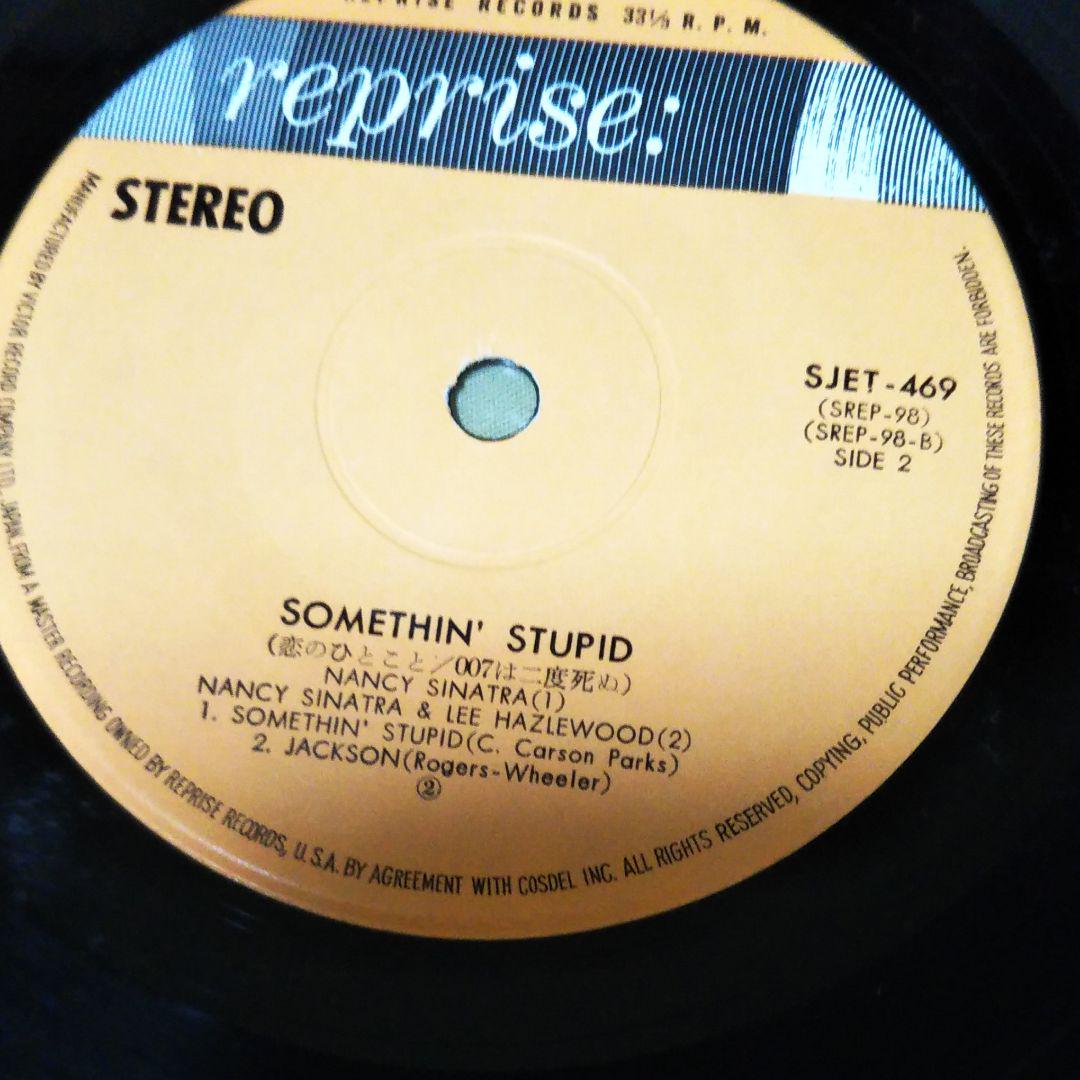 REPRISE RECORDS 33⅓ R. P. M.
reprise:
STEREO
SJET-469
(SREP-98)
(SREP-98-B)
SIDE 2
SOMETHIN' STUPID
(恋のひとこと/007は二度死ぬ)
NANCY SINATRA(1)
NANCY SINATRA & LEE HAZLEWOOD(2)
1. SOMETHIN' STUPID(C. Carson Parks)
2. JACKSON(Rogers-Wheeler)
②
MANUFACTURED BY VICTOR RECORD COMPANY LTD., JAPAN, FROM A MASTER RECORDING OWNED BY REPRISE RECORDS, U.S.A. BY AGREEMENT WITH COSDEL INC. ALL RIGHTS RESERVED, COPYING, PUBLIC PERFORMANCE, BROADCASTING OF THESE RECORDS ARE FORBIDDEN.